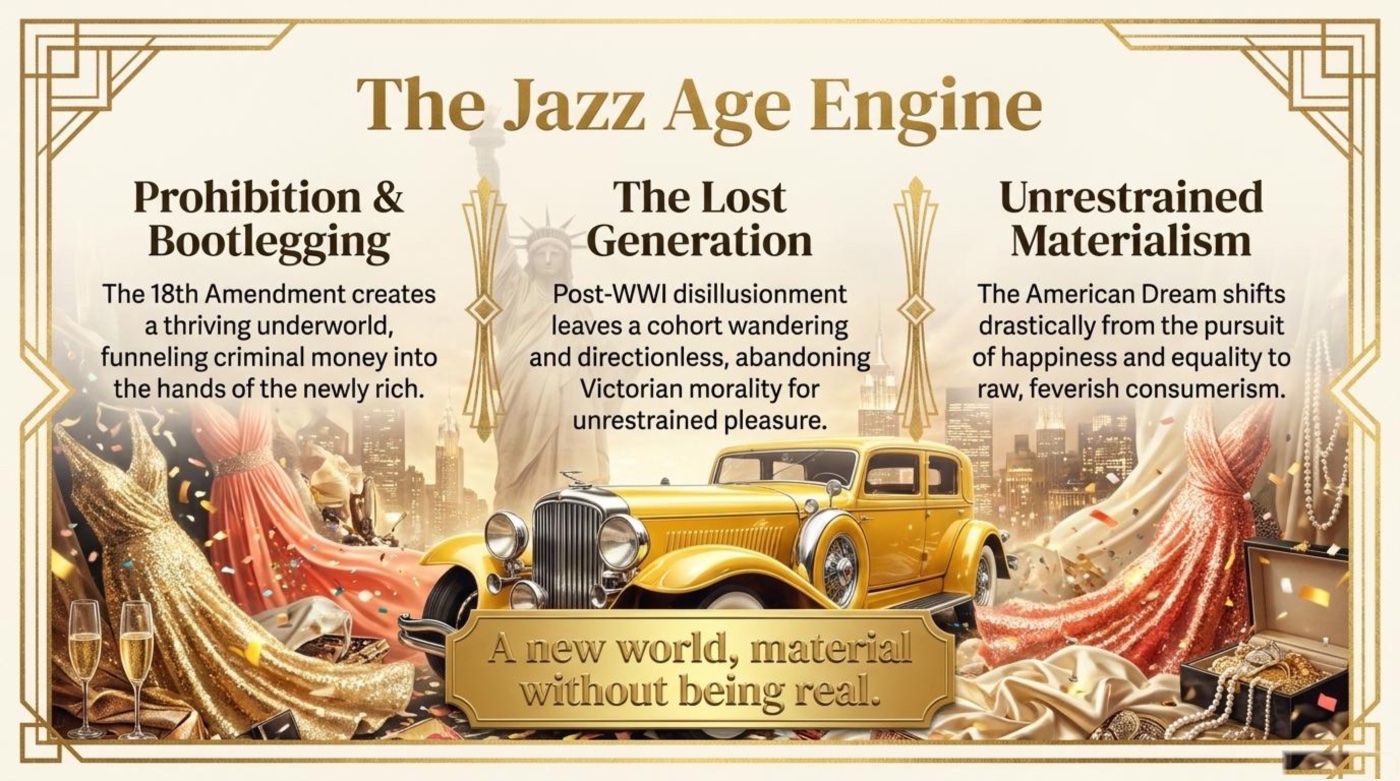 The Jazz Age Engine
Prohibition &
Bootlegging
The 18th Amendment creates
a thriving underworld,
funneling criminal money into
the hands of the newly rich.
The Lost
Generation
Post-WWI disillusionment
leaves a cohort wandering
and directionless, abandoning
Victorian morality for
unrestrained pleasure.
Unrestrained
Materialism
The American Dream shifts
drastically from the pursuit
of happiness and equality to
raw, feverish consumerism.
A new world, material
without being real.